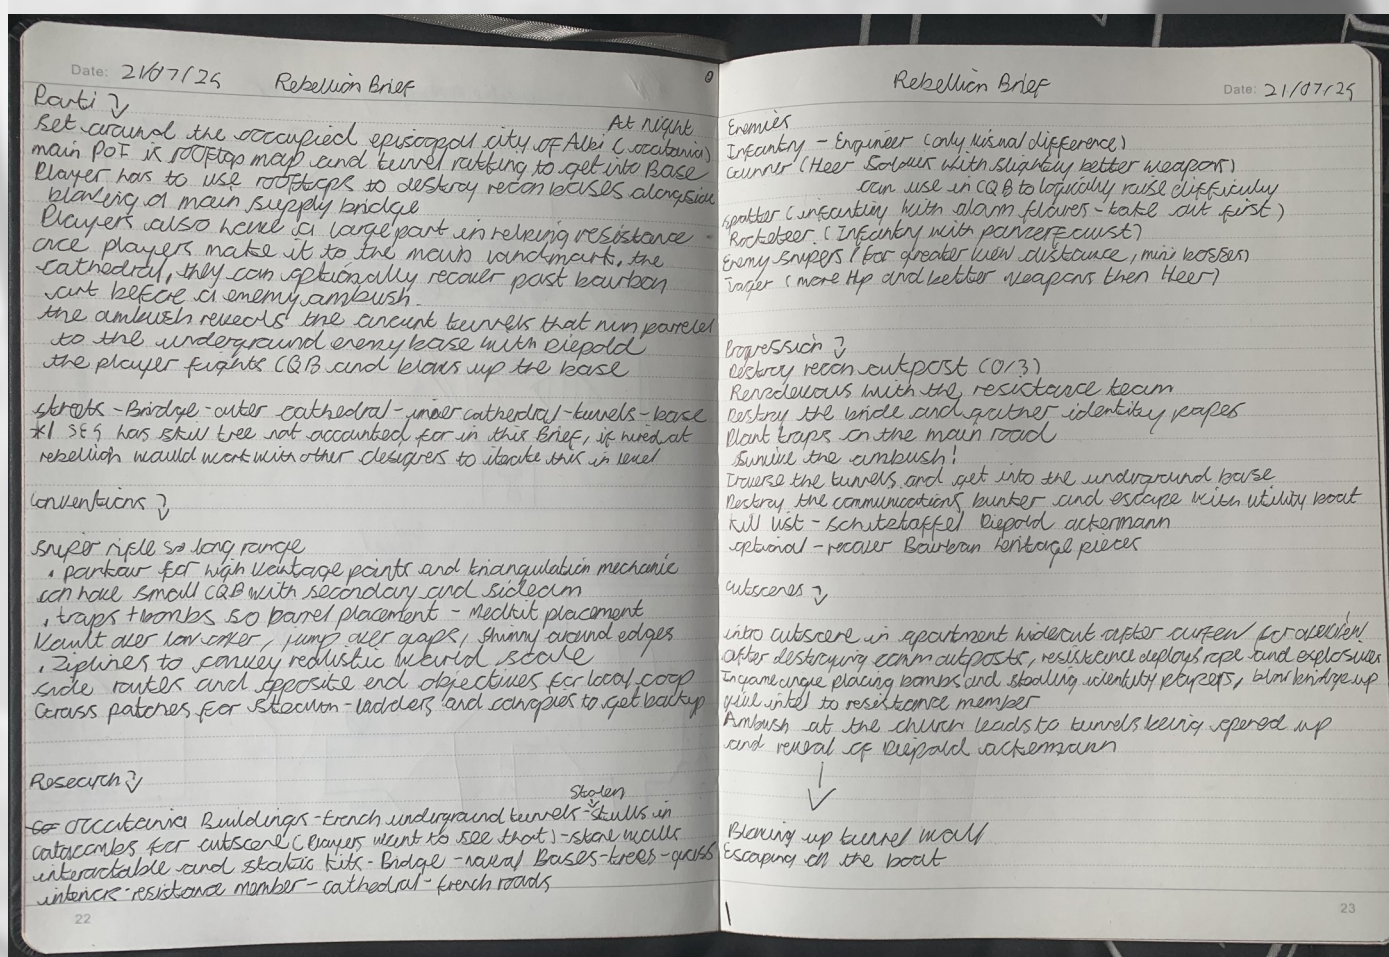 Date: 21/07/25 Rebellion Brief
Parti
At night
Set around the occupied episcopal city of Albi (occitania)
main PoI is rooftop map and tunnel ratting to get into Base
Player has to use rooftops to destroy recon bases alongside
blowing a main supply bridge
Players also have a large part in helping resistance -
once players make it to the main landmark, the
cathedral, they can optionally recover past bourbon
art before a enemy ambush.
the ambush reveals the ancient tunnels that run parrelel
to the underground enemy base with Diepold
the player fights CQB and blows up the base
streets - Bridge - outer cathedral - inner cathedral - tunnels - base
*1 SE5 has skill tree not accounted for in this Brief, if hired at
rebellion would work with other designers to iterate this in level
Conventions
sniper rifle so long range
. parkour for high vantage points and triangulation mechanic
can have small CQB with secondary and sidearm
. traps + bombs so barrel placement - Medkit placement
Vault over low cover, jump over gaps, shinny around edges
. Ziplines to convey realistic world scale
side routes and opposite end objectives for local coop
Grass patches for stealth - ladders and canopies to get back up
Research
Stolen
occatania Buildings - french underground tunnels - skulls in
catacombs for cutscene (Players want to see that) - stone walls
interactable and static kits - Bridge - naval Bases - trees - grass
interiors - resistance member - cathedral - french roads
22
Rebellion Brief Date: 21/07/25
Enemies
Infantry - Engineer (only visual difference)
Gunner (Heer Soldier with slightly better weapons)
can use in CQB to logically raise difficulty
spotter (infantry with alarm flares - take out first)
Rocketeer (Infantry with panzerfaust)
Enemy snipers (for greater view distance, mini bosses)
Jager (more Hp and better weapons then Heer)
Progression
Destroy recon outpost (0/3)
Rendevous with the resistance team
Destroy the bride and gather identity papes
Plant traps on the main road
Survive the ambush!
Traverse the tunnels and get into the underground base
Destroy the communications bunker and escape with utility boat
Kill list - Schutzstaffel Diepold ackermann
optional - recover Bourban heritage pieces
Cutscenes
intro cutscene in apartment hideout after curfew for overview
after destroying comm outposts, resistance deploys rope and explosives
Ingame angle placing bombs and stealing identity papers, blow bridge up
give intel to resistance member
Ambush at the church leads to tunnels being opened up
and reveal of Diepold ackermann
Blowing up tunnel wall
Escaping on the boat
23